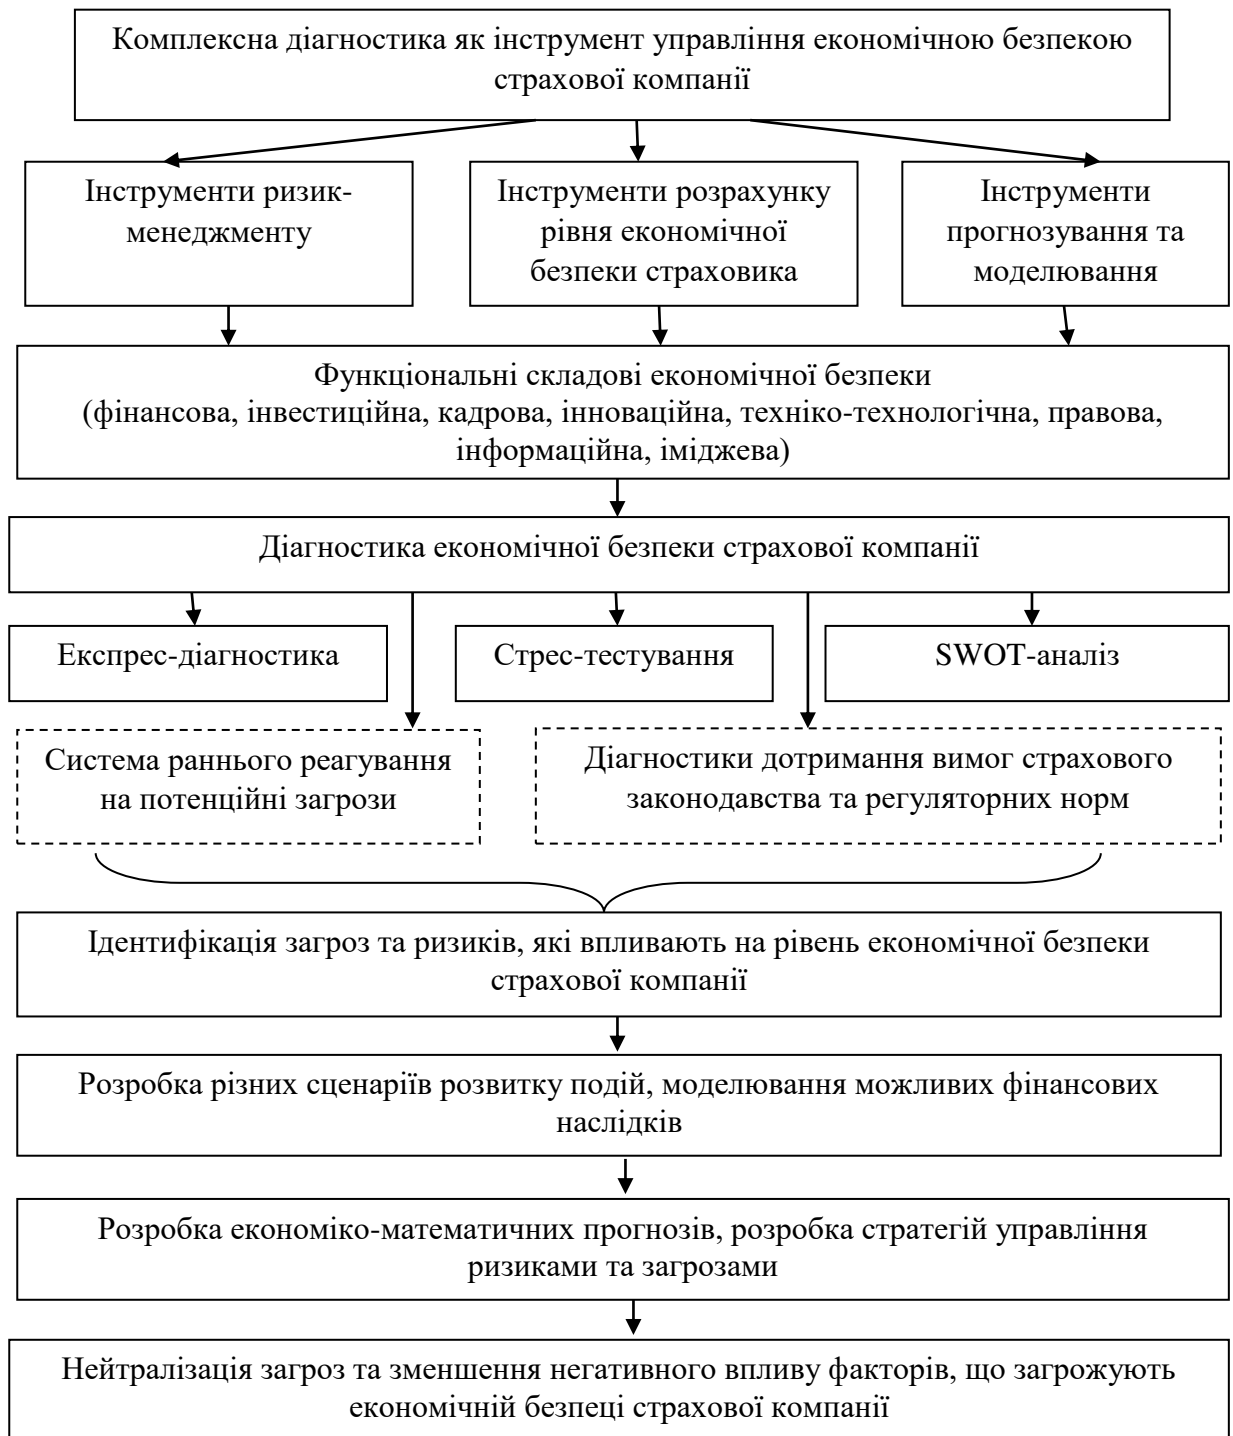 Комплексна діагностика як інструмент управління економічною безпекою
страхової компанії
Інструменти ризик-
менеджменту
Інструменти розрахунку
рівня економічної
безпеки страховика
Інструменти
прогнозування та
моделювання
Функціональні складові економічної безпеки
(фінансова, інвестиційна, кадрова, інноваційна, техніко-технологічна, правова,
інформаційна, іміджева)
Діагностика економічної безпеки страхової компанії
Експрес-діагностика
Стрес-тестування
SWOT-аналіз
Система раннього реагування
на потенційні загрози
Діагностики дотримання вимог страхового
законодавства та регуляторних норм
Ідентифікація загроз та ризиків, які впливають на рівень економічної безпеки
страхової компанії
Розробка різних сценаріїв розвитку подій, моделювання можливих фінансових
наслідків
Розробка економіко-математичних прогнозів, розробка стратегій управління
ризиками та загрозами
Нейтралізація загроз та зменшення негативного впливу факторів, що загрожують
економічній безпеці страхової компанії